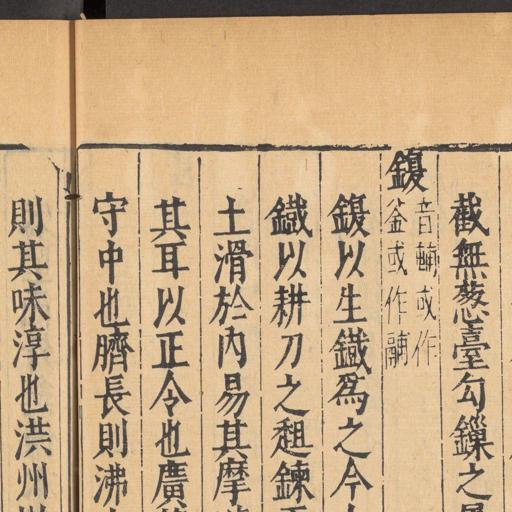 截無蔥臺勾鏁之
鍑音輔或作釜或作鬴
鍑以生鐵爲之今
鐵以耕刀之趄鍊
土滑於內易其摩
其耳以正令也廣
守中也臍長則沸
則其味淳也洪州